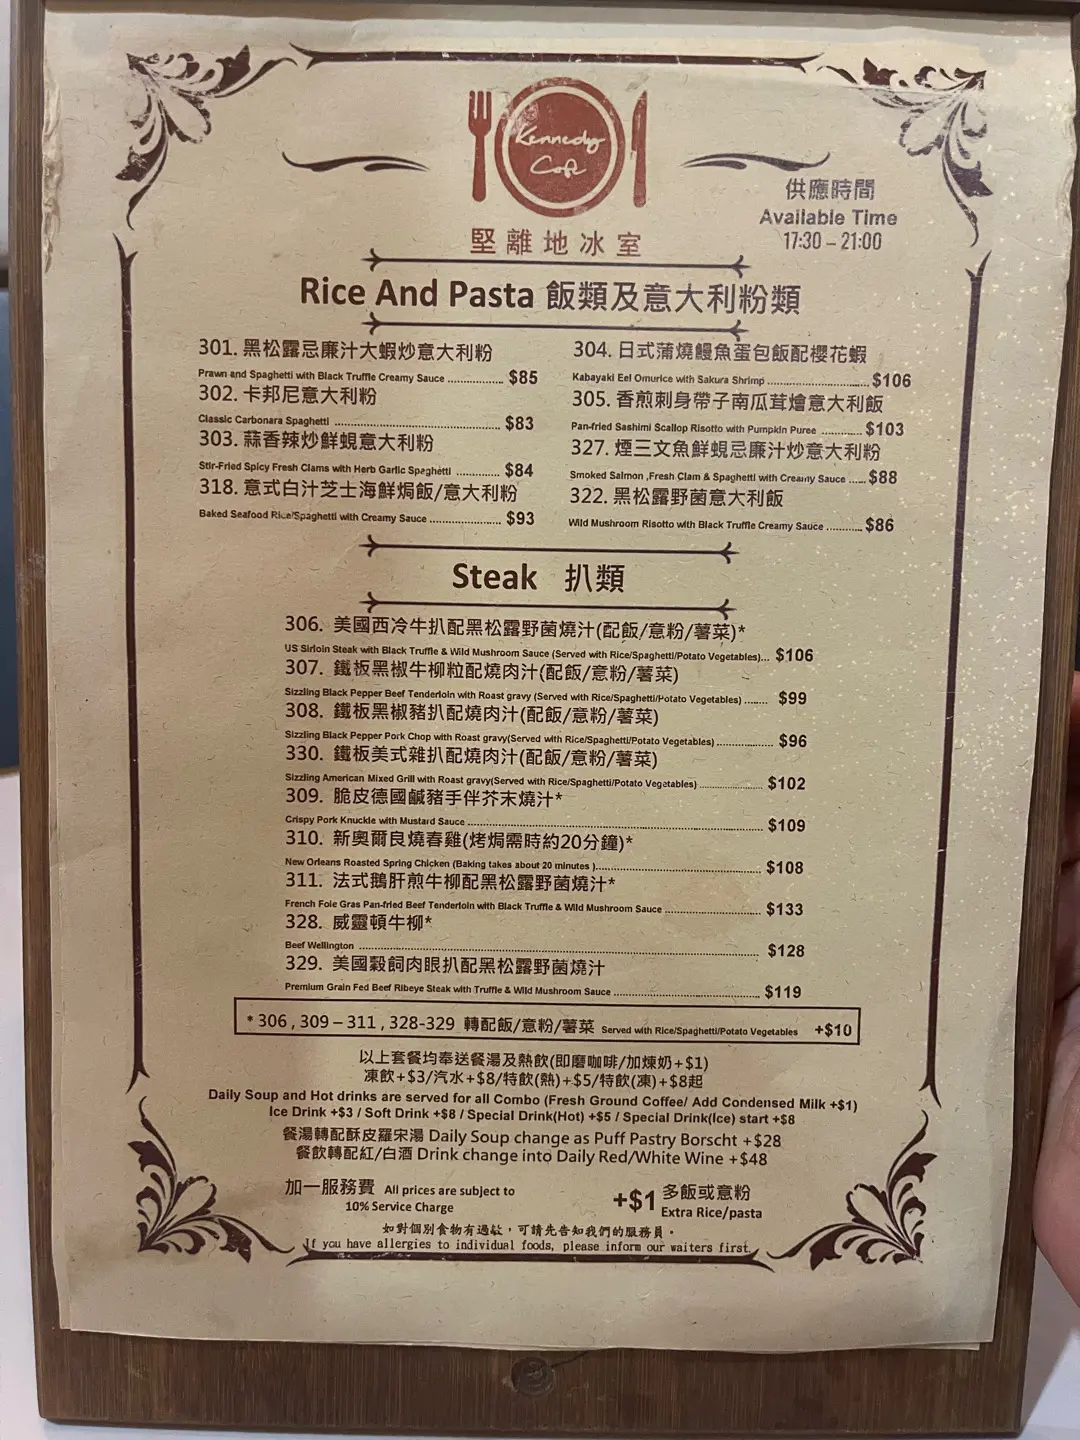 Kennedy
Café
堅離地冰室
供應時間
Available Time
17:30 – 21:00
Rice And Pasta 飯類及意大利粉類
301. 黑松露忌廉汁大蝦炒意大利粉
Prawn and Spaghetti with Black Truffle Creamy Sauce ................ $85
302. 卡邦尼意大利粉
Classic Carbonara Spaghetti ................ $83
303. 蒜香辣炒鮮蜆意大利粉
Stir-Fried Spicy Fresh Clams with Herb Garlic Spaghetti ............ $84
318. 意式白汁芝士海鮮焗飯/意大利粉
Baked Seafood Rice/Spaghetti with Creamy Sauce .................... $93
304. 日式蒲燒鰻魚蛋包飯配櫻花蝦
Kabayaki Eel Omurice with Sakura Shrimp ............................ $106
305. 香煎刺身帶子南瓜茸燴意大利飯
Pan-fried Sashimi Scallop Risotto with Pumpkin Puree ........... $103
327. 煙三文魚鮮蜆忌廉汁炒意大利粉
Smoked Salmon ,Fresh Clam & Spaghetti with Creamy Sauce ..... $88
322. 黑松露野菌意大利飯
Wild Mushroom Risotto with Black Truffle Creamy Sauce .......... $86
Steak 扒類
306. 美國西冷牛扒配黑松露野菌燒汁(配飯/意粉/薯菜)*
US Sirloin Steak with Black Truffle & Wild Mushroom Sauce (Served with Rice/Spaghetti/Potato Vegetables)... $106
307. 鐵板黑椒牛柳粒配燒肉汁(配飯/意粉/薯菜)
Sizzling Black Pepper Beef Tenderloin with Roast gravy (Served with Rice/Spaghetti/Potato Vegetables) ....... $99
308. 鐵板黑椒豬扒配燒肉汁(配飯/意粉/薯菜)
Sizzling Black Pepper Pork Chop with Roast gravy(Served with Rice/Spaghetti/Potato Vegetables) ................ $96
330. 鐵板美式雜扒配燒肉汁(配飯/意粉/薯菜)
Sizzling American Mixed Grill with Roast gravy(Served with Rice/Spaghetti/Potato Vegetables) .................. $102
309. 脆皮德國鹹豬手伴芥末燒汁*
Crispy Pork Knuckle with Mustard Sauce ................ $109
310. 新奧爾良燒春雞(烤焗需時約20分鐘)*
New Orleans Roasted Spring Chicken (Baking takes about 20 minutes )................ $108
311. 法式鵝肝煎牛柳配黑松露野菌燒汁*
French Foie Gras Pan-fried Beef Tenderloin with Black Truffle & Wild Mushroom Sauce ................ $133
328. 威靈頓牛柳*
Beef Wellington ................ $128
329. 美國穀飼肉眼扒配黑松露野菌燒汁
Premium Grain Fed Beef Ribeye Steak with Truffle & Wild Mushroom Sauce ................ $119
* 306 , 309 – 311 , 328-329 轉配飯/意粉/薯菜 Served with Rice/Spaghetti/Potato Vegetables +$10
以上套餐均奉送餐湯及熱飲(即磨咖啡/加煉奶+$1)
凍飲+$3/汽水+$8/特飲(熱)+$5/特飲(凍)+$8起
Daily Soup and Hot drinks are served for all Combo (Fresh Ground Coffee/ Add Condensed Milk +$1)
Ice Drink +$3 / Soft Drink +$8 / Special Drink(Hot) +$5 / Special Drink(Ice) start +$8
餐湯轉配酥皮羅宋湯 Daily Soup change as Puff Pastry Borscht +$28
餐飲轉配紅/白酒 Drink change into Daily Red/White Wine +$48
加一服務費 All prices are subject to
10% Service Charge
+$1 多飯或意粉
Extra Rice/pasta
如對個別食物有過敏，可請先告知我們的服務員。
If you have allergies to individual foods, please inform our waiters first.